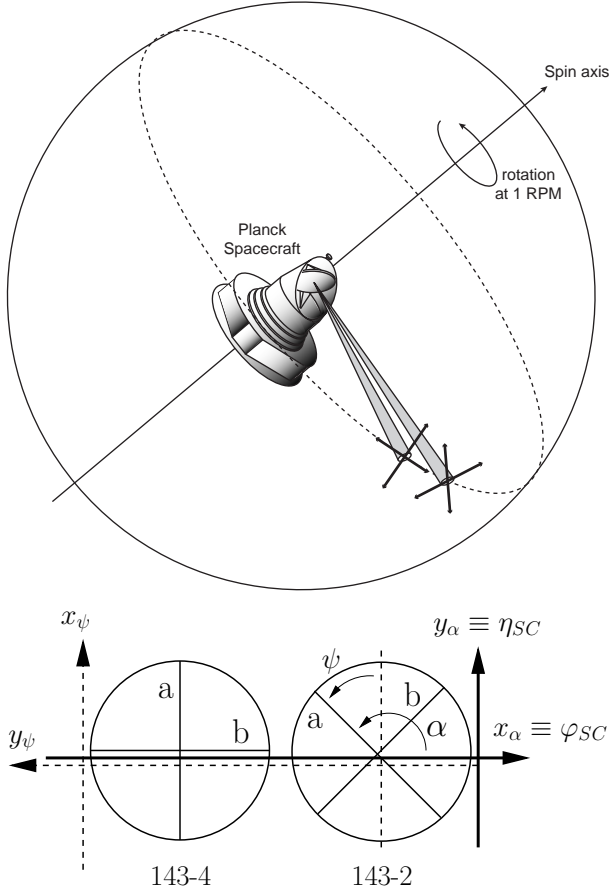 Spin axis
rotation
at 1 RPM
Planck
Spacecraft
x_ψ
y_α ≡ η_SC
ψ
a
b
a
b
α
y_ψ
x_α ≡ φ_SC
143-4
143-2